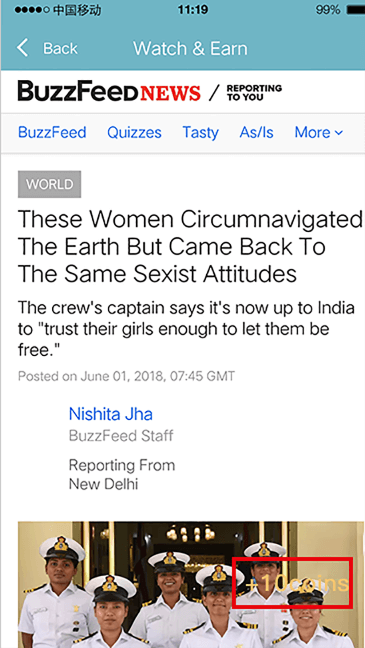 中国移动 11:19 99%
Back Watch & Earn
BuzzFeed NEWS / REPORTING
TO YOU
BuzzFeed Quizzes Tasty As/Is More
WORLD
These Women Circumnavigated
The Earth But Came Back To
The Same Sexist Attitudes
The crew's captain says it's now up to India
to "trust their girls enough to let them be
free."
Posted on June 01, 2018, 07:45 GMT
Nishita Jha
BuzzFeed Staff
Reporting From
New Delhi
+10coins